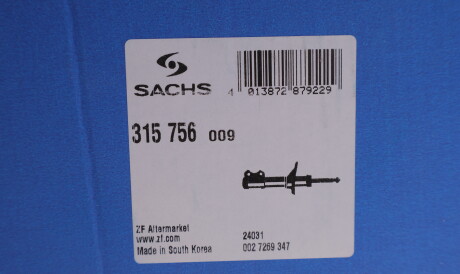 SACHS
4 013872 879229
315 756 009
ZF Aftermarket
www.zf.com
Made in South Korea
24031
002 7269 347